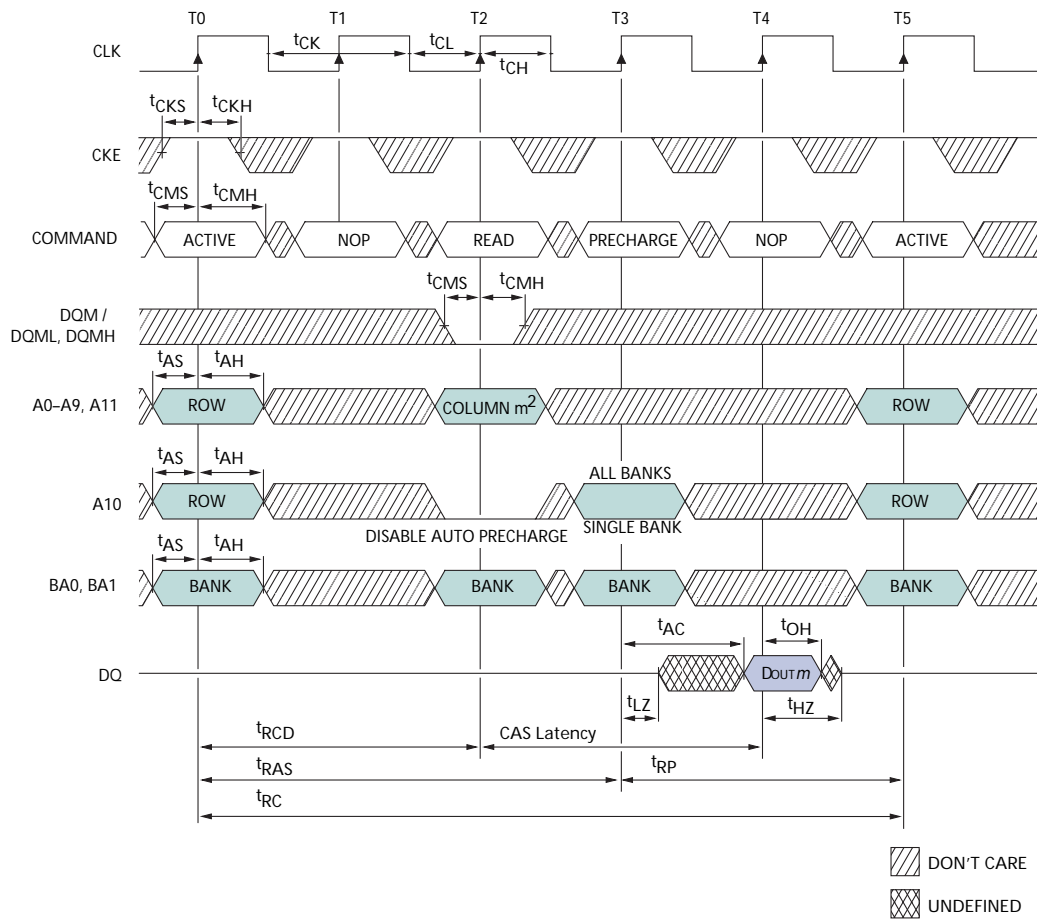 T0 T1 T2 T3 T4 T5
CLK
tCK tCL
tCH
tCKS tCKH
CKE
tCMS tCMH
COMMAND ACTIVE NOP READ PRECHARGE NOP ACTIVE
tCMS tCMH
DQM /
DQML, DQMH
tAS tAH
A0–A9, A11 ROW COLUMN m2 ROW
tAS tAH ALL BANKS
A10 ROW ROW
DISABLE AUTO PRECHARGE SINGLE BANK
tAS tAH
BA0, BA1 BANK BANK BANK BANK
tAC tOH
DQ DOUT m
tLZ tHZ
tRCD CAS Latency
tRAS tRP
tRC
DON'T CARE
UNDEFINED